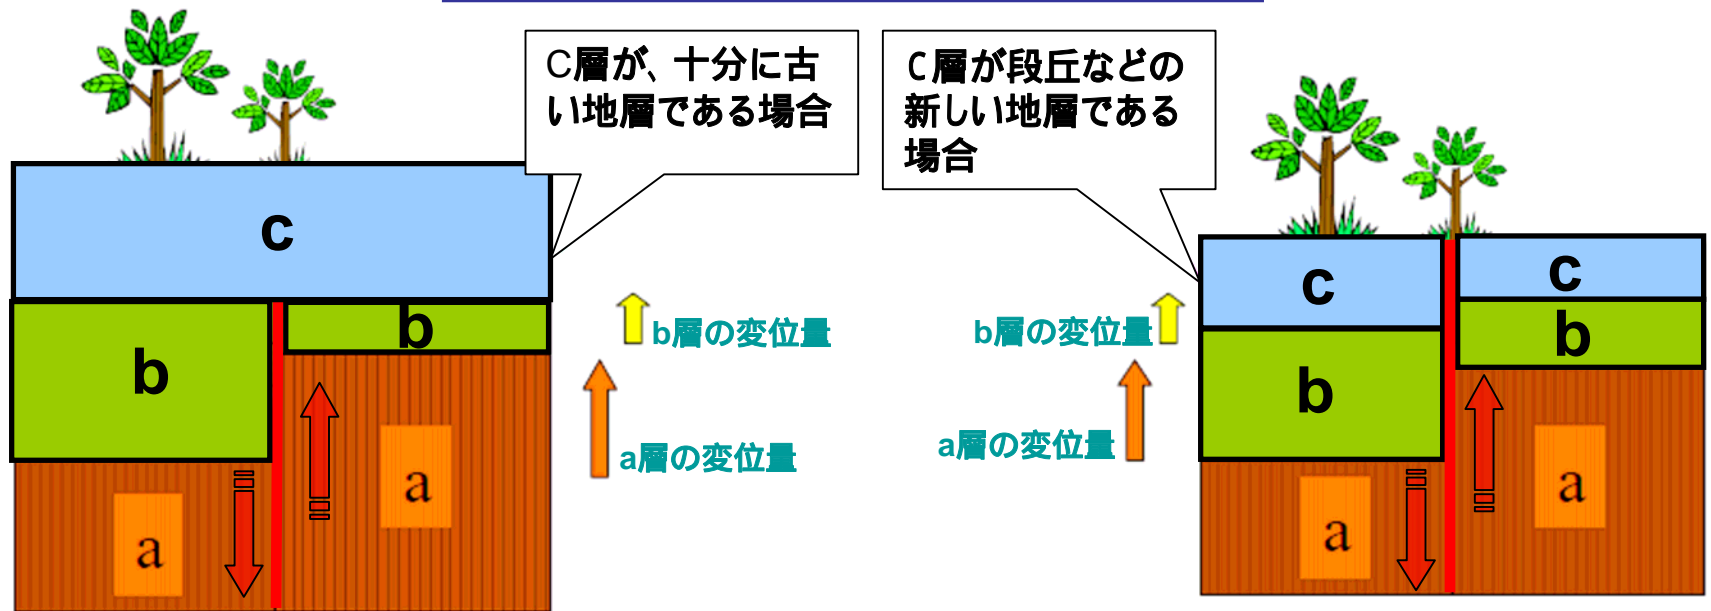 C層が、十分に古
い地層である場合
C層が段丘などの
新しい地層である
場合
c
b
b
a
a
b層の変位量
a層の変位量
b層の変位量
a層の変位量
c
c
b
b
a
a